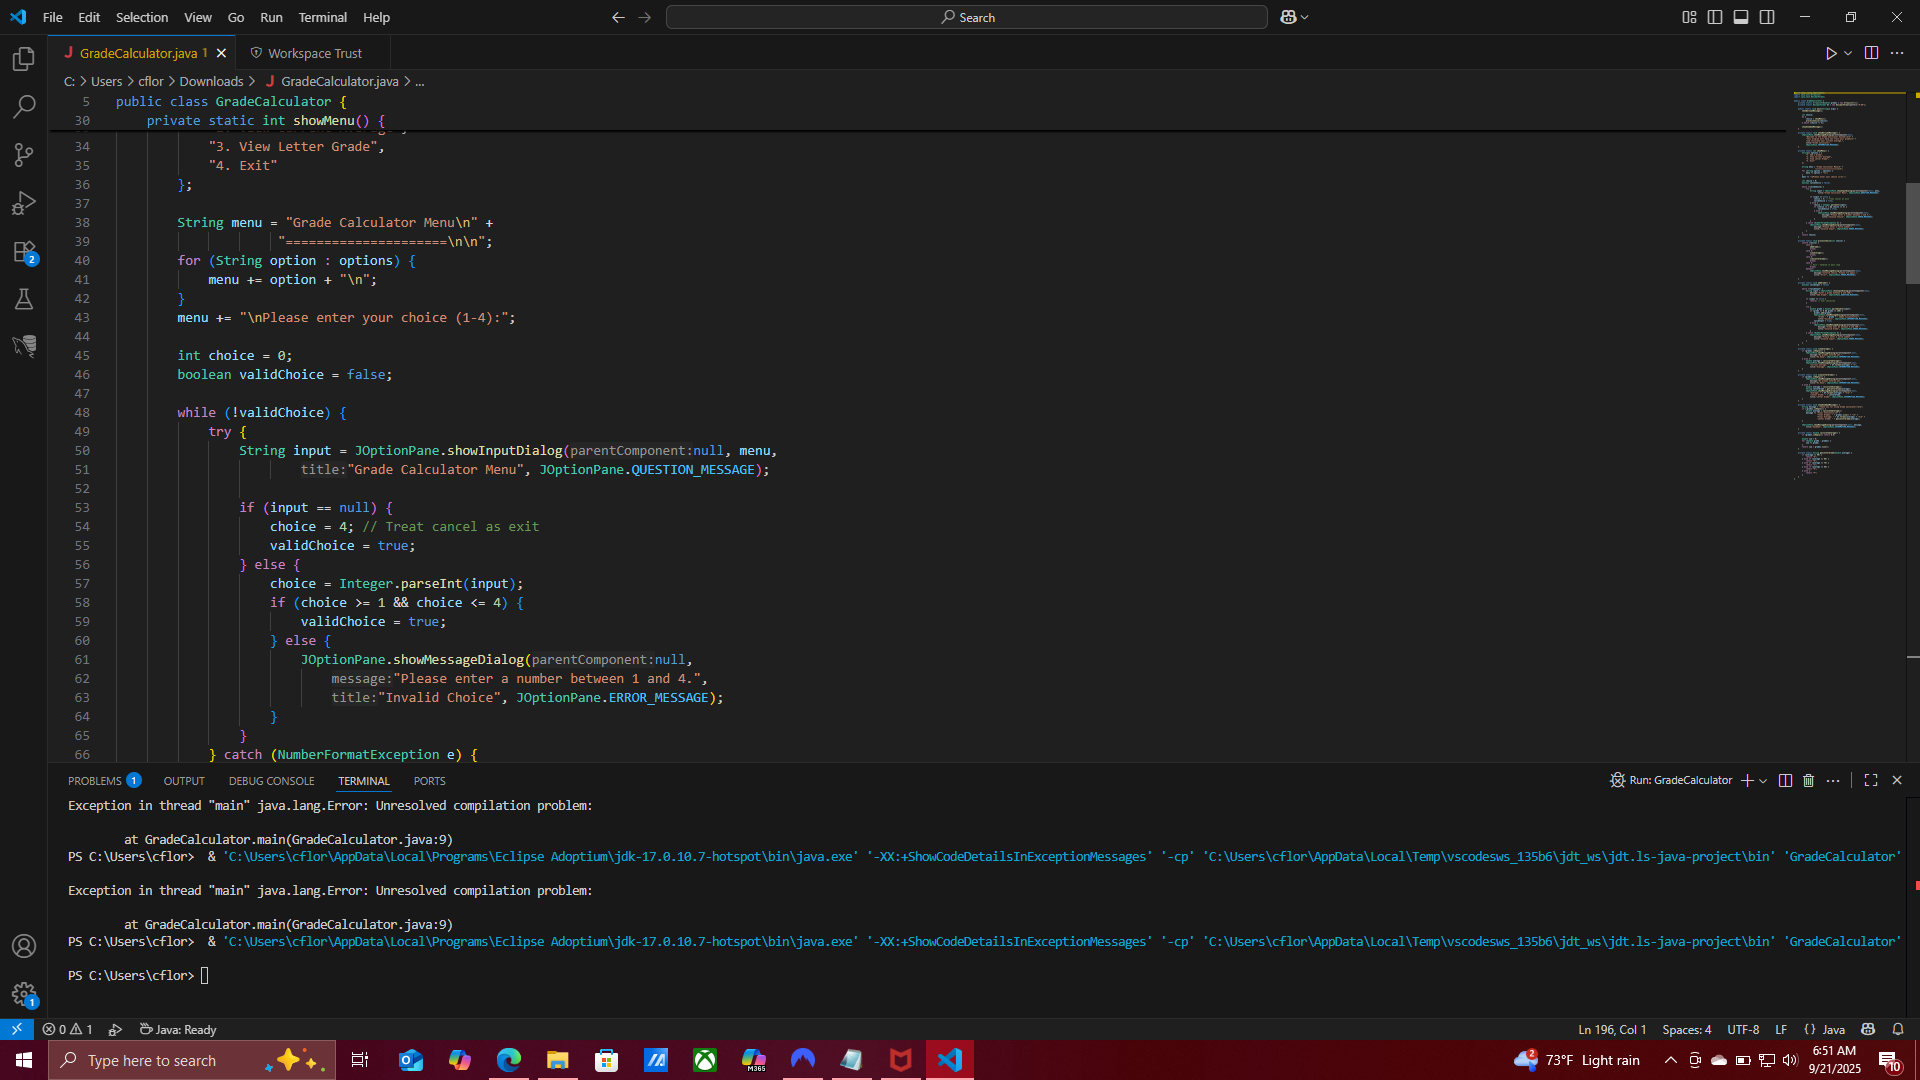 File Edit Selection View Go Run Terminal Help
Search
GradeCalculator.java 1
Workspace Trust
C: > Users > cflor > Downloads > J GradeCalculator.java > ...
5 public class GradeCalculator {
30 private static int showMenu() {
34 "3. View Letter Grade",
35 "4. Exit"
36 };
37
38 String menu = "Grade Calculator Menu\n" +
39 "=====================\n\n";
40 for (String option : options) {
41 menu += option + "\n";
42 }
43 menu += "\nPlease enter your choice (1-4):";
44
45 int choice = 0;
46 boolean validChoice = false;
47
48 while (!validChoice) {
49 try {
50 String input = JOptionPane.showInputDialog(parentComponent:null, menu,
51 title:"Grade Calculator Menu", JOptionPane.QUESTION_MESSAGE);
52
53 if (input == null) {
54 choice = 4; // Treat cancel as exit
55 validChoice = true;
56 } else {
57 choice = Integer.parseInt(input);
58 if (choice >= 1 && choice <= 4) {
59 validChoice = true;
60 } else {
61 JOptionPane.showMessageDialog(parentComponent:null,
62 message:"Please enter a number between 1 and 4.",
63 title:"Invalid Choice", JOptionPane.ERROR_MESSAGE);
64 }
65 }
66 } catch (NumberFormatException e) {
PROBLEMS 1 OUTPUT DEBUG CONSOLE TERMINAL PORTS
Run: GradeCalculator
Exception in thread "main" java.lang.Error: Unresolved compilation problem:
at GradeCalculator.main(GradeCalculator.java:9)
PS C:\Users\cflor> & 'C:\Users\cflor\AppData\Local\Programs\Eclipse Adoptium\jdk-17.0.10.7-hotspot\bin\java.exe' '-XX:+ShowCodeDetailsInExceptionMessages' '-cp' 'C:\Users\cflor\AppData\Local\Temp\vscodesws_135b6\jdt_ws\jdt.ls-java-project\bin' 'GradeCalculator'
Exception in thread "main" java.lang.Error: Unresolved compilation problem:
at GradeCalculator.main(GradeCalculator.java:9)
PS C:\Users\cflor> & 'C:\Users\cflor\AppData\Local\Programs\Eclipse Adoptium\jdk-17.0.10.7-hotspot\bin\java.exe' '-XX:+ShowCodeDetailsInExceptionMessages' '-cp' 'C:\Users\cflor\AppData\Local\Temp\vscodesws_135b6\jdt_ws\jdt.ls-java-project\bin' 'GradeCalculator'
PS C:\Users\cflor>
2
1
0 1 Java: Ready
Ln 196, Col 1 Spaces: 4 UTF-8 LF {} Java
Type here to search
M365
2
73°F Light rain
6:51 AM
9/21/2025
10